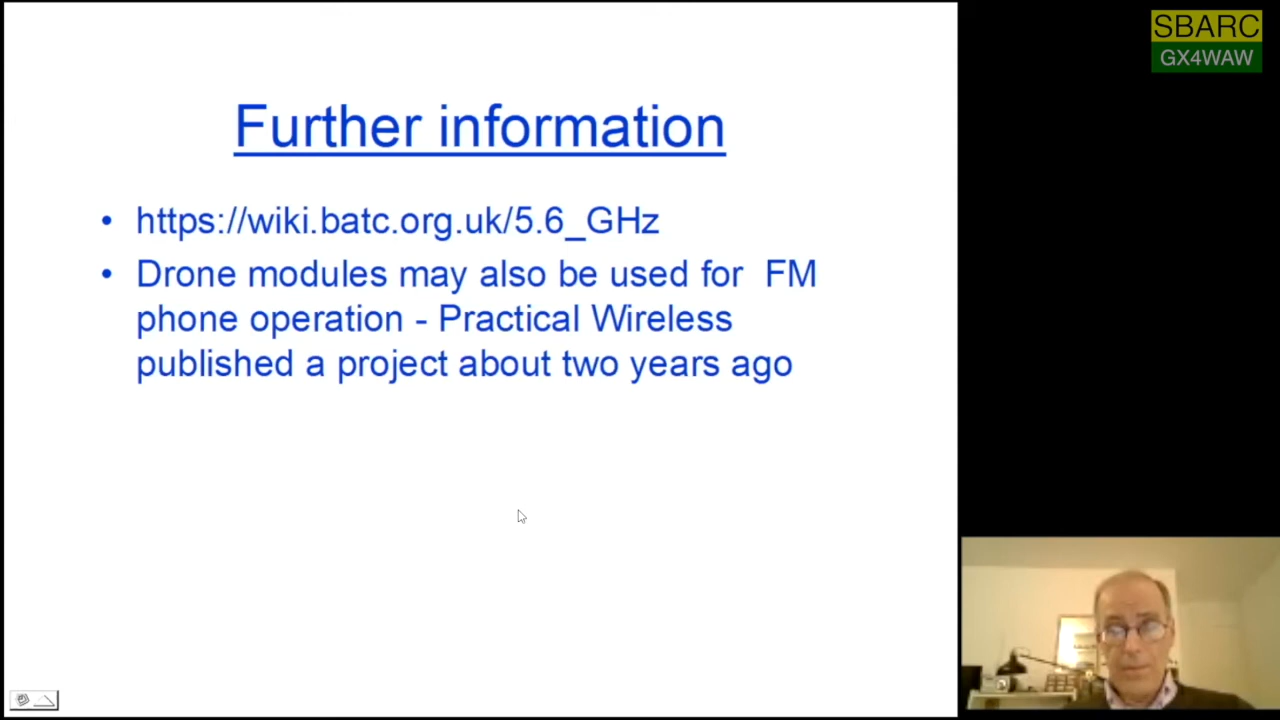 SBARC
GX4WAW
Further information
• https://wiki.batc.org.uk/5.6_GHz
• Drone modules may also be used for  FM
phone operation - Practical Wireless
published a project about two years ago